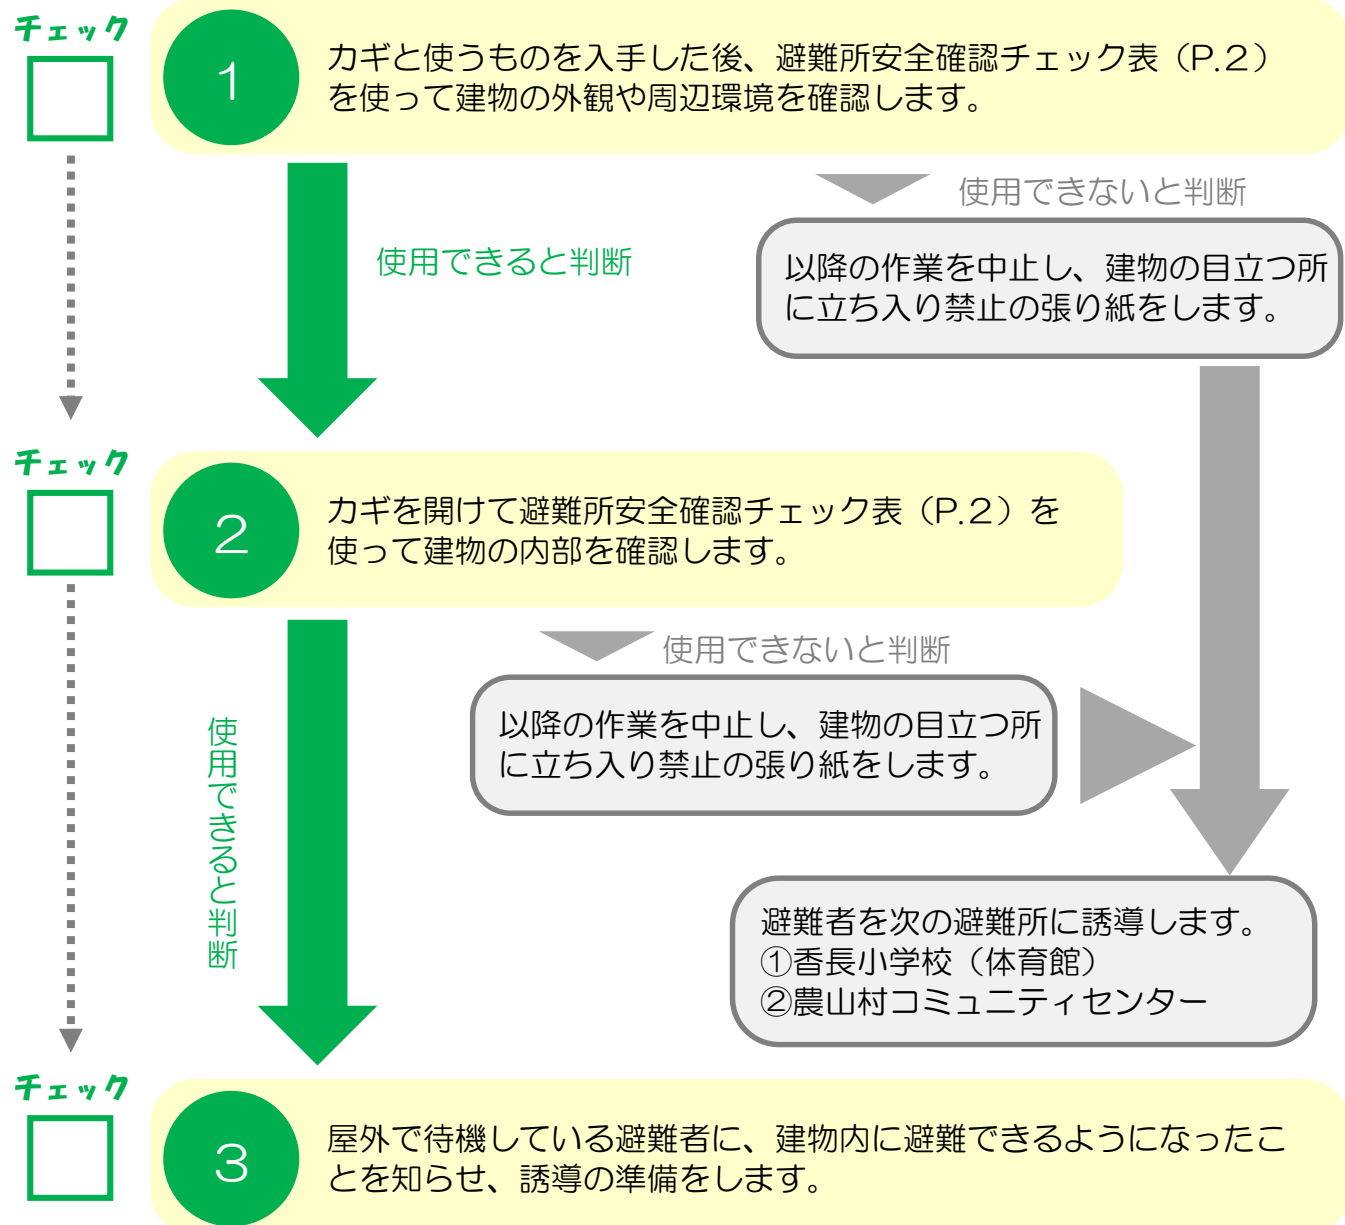 チェック
1
カギと使うものを入手した後、避難所安全確認チェック表（P.2）
を使って建物の外観や周辺環境を確認します。
使用できると判断
使用できないと判断
以降の作業を中止し、建物の目立つ所
に立ち入り禁止の張り紙をします。
チェック
2
カギを開けて避難所安全確認チェック表（P.2）を
使って建物の内部を確認します。
使用できると判断
使用できないと判断
以降の作業を中止し、建物の目立つ所
に立ち入り禁止の張り紙をします。
避難者を次の避難所に誘導します。
①香長小学校（体育館）
②農山村コミュニティセンター
チェック
3
屋外で待機している避難者に、建物内に避難できるようになったこ
とを知らせ、誘導の準備をします。